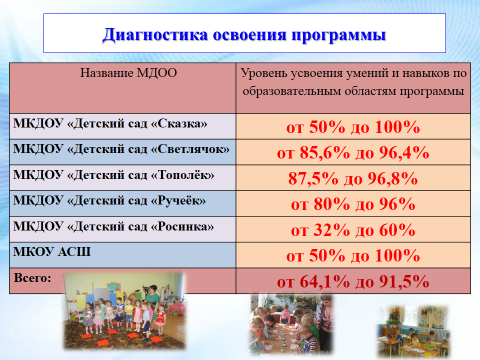 Диагностика освоения программы
Название МДОО
Уровень усвоения умений и навыков по
образовательным областям программы
МКДОУ «Детский сад «Сказка»
от 50% до 100%
МКДОУ «Детский сад «Светлячок»
от 85,6% до 96,4%
МКДОУ «Детский сад «Тополёк»
87,5% до 96,8%
МКДОУ «Детский сад «Ручеёк»
от 80% до 96%
МКДОУ «Детский сад «Росинка»
от 32% до 60%
МКОУ АСШ
от 50% до 100%
Всего:
от 64,1% до 91,5%